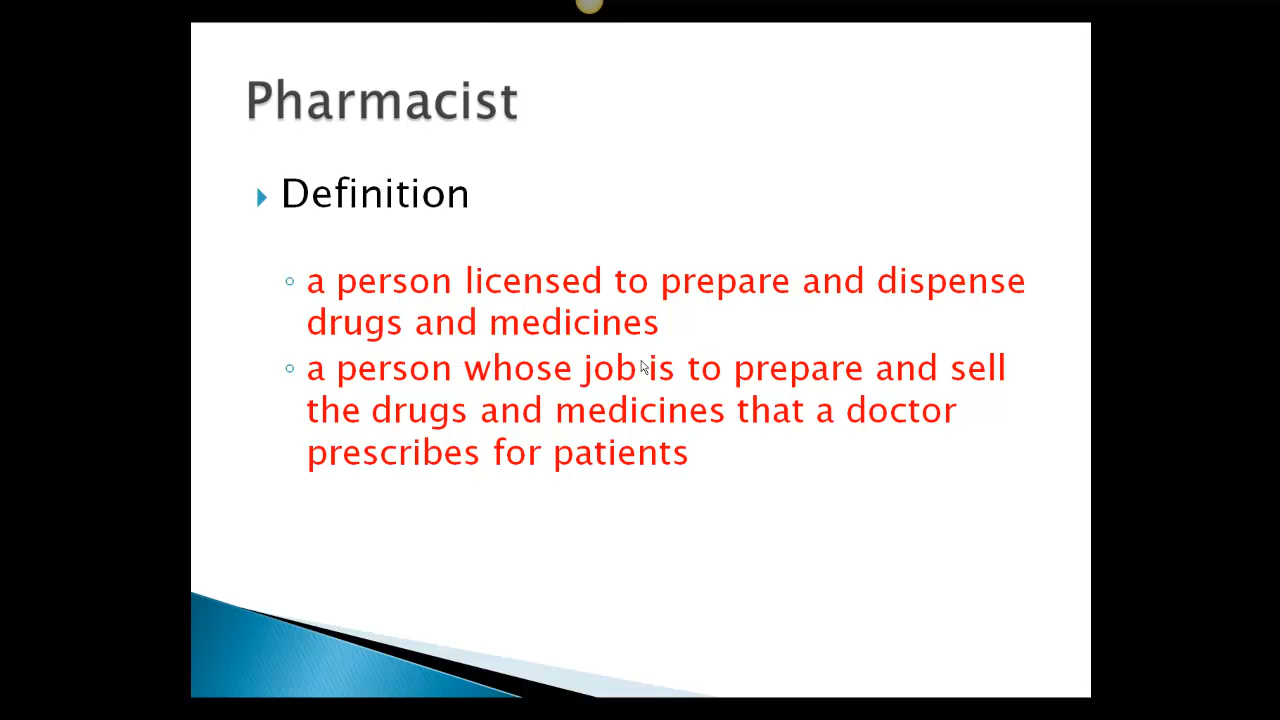 Pharmacist
Definition
a person licensed to prepare and dispense
drugs and medicines
a person whose job is to prepare and sell
the drugs and medicines that a doctor
prescribes for patients